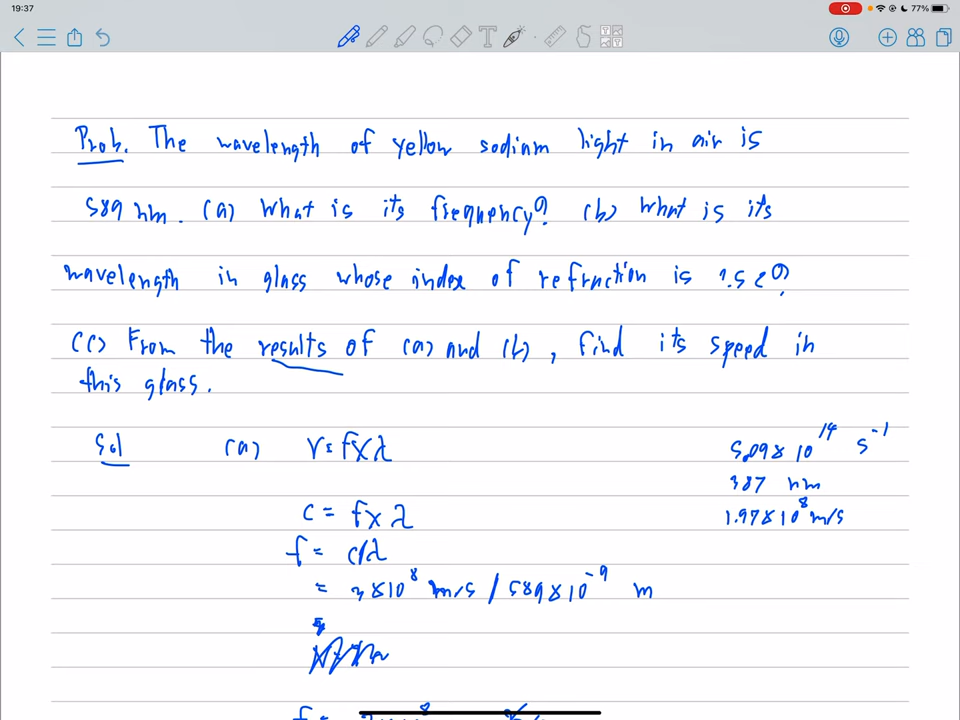 19:37
77%
Prob. The wavelength of yellow sodium light in air is
589 nm. (a) What is its frequency? (b) What is its
wavelength in glass whose index of refraction is 1.52?
(c) From the results of (a) and (b), find its speed in
this glass.
Sol (a) v = f×λ
5.09×10^14 s^-1
387 nm
1.97×10^8 m/s
c = f×λ
f = c/λ
= 3×10^8 m/s / 589×10^-9 m
f =